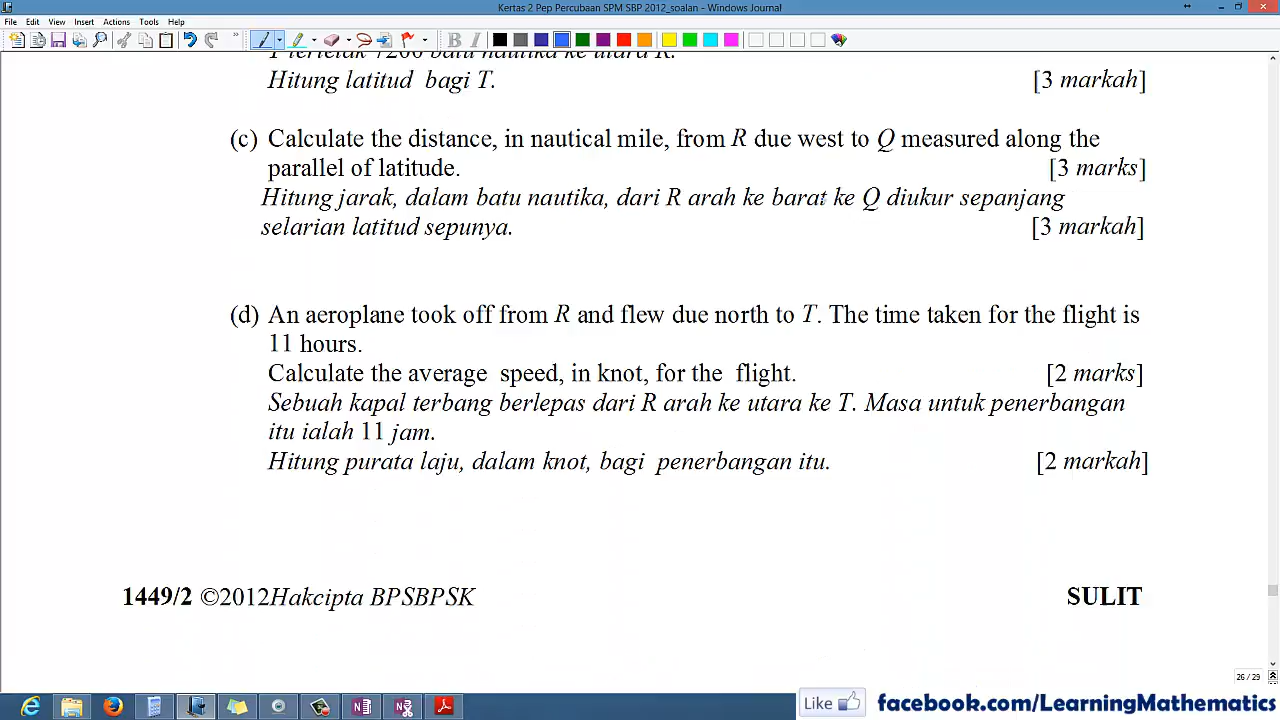 Kertas 2 Pep Percubaan SPM SBP 2012_soalan - Windows Journal
File Edit View Insert Actions Tools Help
T terletak 7200 batu nautika ke utara R.
Hitung latitud bagi T. [3 markah]
(c) Calculate the distance, in nautical mile, from R due west to Q measured along the
parallel of latitude. [3 marks]
Hitung jarak, dalam batu nautika, dari R arah ke barat ke Q diukur sepanjang
selarian latitud sepunya. [3 markah]
(d) An aeroplane took off from R and flew due north to T. The time taken for the flight is
11 hours.
Calculate the average speed, in knot, for the flight. [2 marks]
Sebuah kapal terbang berlepas dari R arah ke utara ke T. Masa untuk penerbangan
itu ialah 11 jam.
Hitung purata laju, dalam knot, bagi penerbangan itu. [2 markah]
1449/2 ©2012Hakcipta BPSBPSK SULIT
26 / 29
Like facebook.com/LearningMathematics